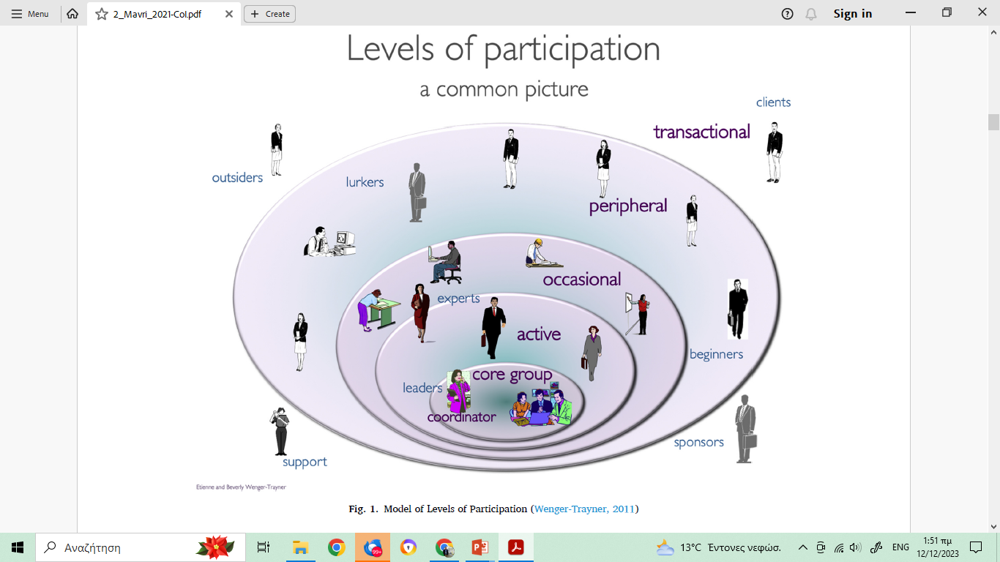 Menu
2_Mavri_2021-Col.pdf
Create
Sign in
Levels of participation
a common picture
clients
transactional
outsiders
lurkers
peripheral
occasional
experts
active
beginners
core group
leaders
coordinator
sponsors
support
Etienne and Beverly Wenger-Trayner
Fig. 1. Model of Levels of Participation (Wenger-Trayner, 2011)
Αναζήτηση
99+
13°C Έντονες νεφώσ.
ENG
1:51 πμ
12/12/2023